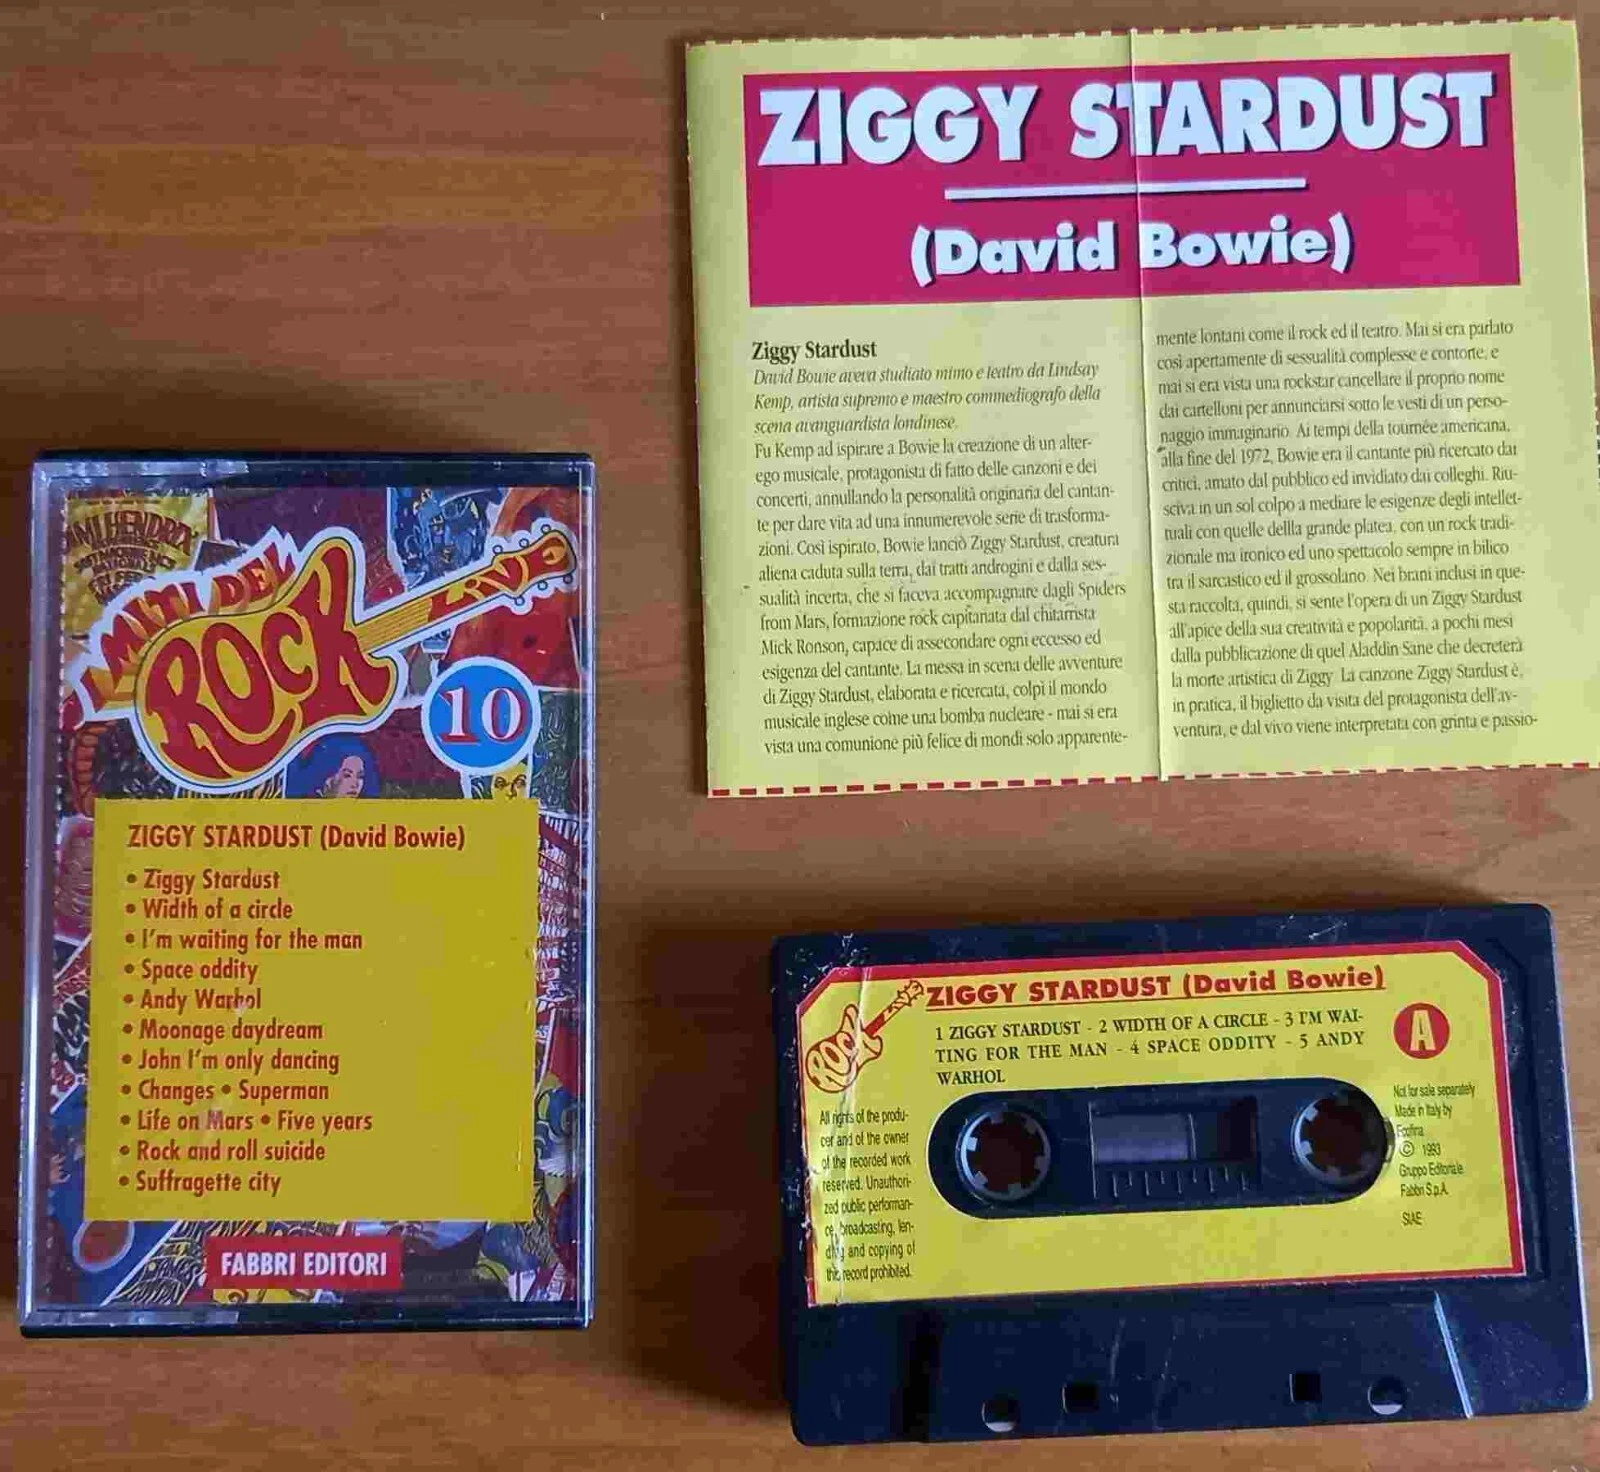 ZIGGY STARDUST
(David Bowie)
Ziggy Stardust
David Bowie aveva studiato mimo e teatro da Lindsay
Kemp, artista supremo e maestro commediografo della
scena avanguardista londinese.
Fu Kemp ad ispirare a Bowie la creazione di un alter-
ego musicale, protagonista di fatto delle canzoni e dei
concerti, annullando la personalità originaria del cantan-
te per dare vita ad una innumerevole serie di trasforma-
zioni. Così ispirato, Bowie lanciò Ziggy Stardust, creatura
aliena caduta sulla terra, dai tratti androgini e dalla ses-
sualità incerta, che si faceva accompagnare dagli Spiders
from Mars, formazione rock capitanata dal chitarrista
Mick Ronson, capace di assecondare ogni eccesso ed
esigenza del cantante. La messa in scena delle avventure
di Ziggy Stardust, elaborata e ricercata, colpì il mondo
musicale inglese come una bomba nucleare - mai si era
vista una comunione più felice di mondi solo apparente-
mente lontani come il rock ed il teatro. Mai si era parlato
così apertamente di sessualità complesse e contorte, e
mai si era vista una rockstar cancellare il proprio nome
dai cartelloni per annunciarsi sotto le vesti di un perso-
naggio immaginario. Ai tempi della tournée americana,
alla fine del 1972, Bowie era il cantante più ricercato dai
critici, amato dal pubblico ed invidiato dai colleghi. Riu-
sciva in un sol colpo a mediare le esigenze degli intellet-
tuali con quelle dellla grande platea, con un rock tradi-
zionale ma ironico ed uno spettacolo sempre in bilico
tra il sarcastico ed il grossolano. Nei brani inclusi in que-
sta raccolta, quindi, si sente l'opera di un Ziggy Stardust
all'apice della sua creatività e popolarità, a pochi mesi
dalla pubblicazione di quel Aladdin Sane che decreterà
la morte artistica di Ziggy. La canzone Ziggy Stardust è,
in pratica, il biglietto da visita del protagonista dell'av-
ventura, e dal vivo viene interpretata con grinta e passio-
I MITI DEL
ROCK
LIVE
10
ZIGGY STARDUST (David Bowie)
• Ziggy Stardust
• Width of a circle
• I'm waiting for the man
• Space oddity
• Andy Warhol
• Moonage daydream
• John I'm only dancing
• Changes • Superman
• Life on Mars • Five years
• Rock and roll suicide
• Suffragette city
FABBRI EDITORI
ROCK LIVE
ZIGGY STARDUST (David Bowie)
1 ZIGGY STARDUST - 2 WIDTH OF A CIRCLE - 3 I'M WAI-
TING FOR THE MAN - 4 SPACE ODDITY - 5 ANDY
WARHOL
A
All rights of the produ-
cer and of the owner
of the recorded work
reserved. Unauthori-
zed public performan-
ce, broadcasting, len-
ding and copying of
this record prohibited.
Not for sale separately
Made in Italy by
Ecofina
© 1993
Gruppo Editoriale
Fabbri S.p.A.
SIAE